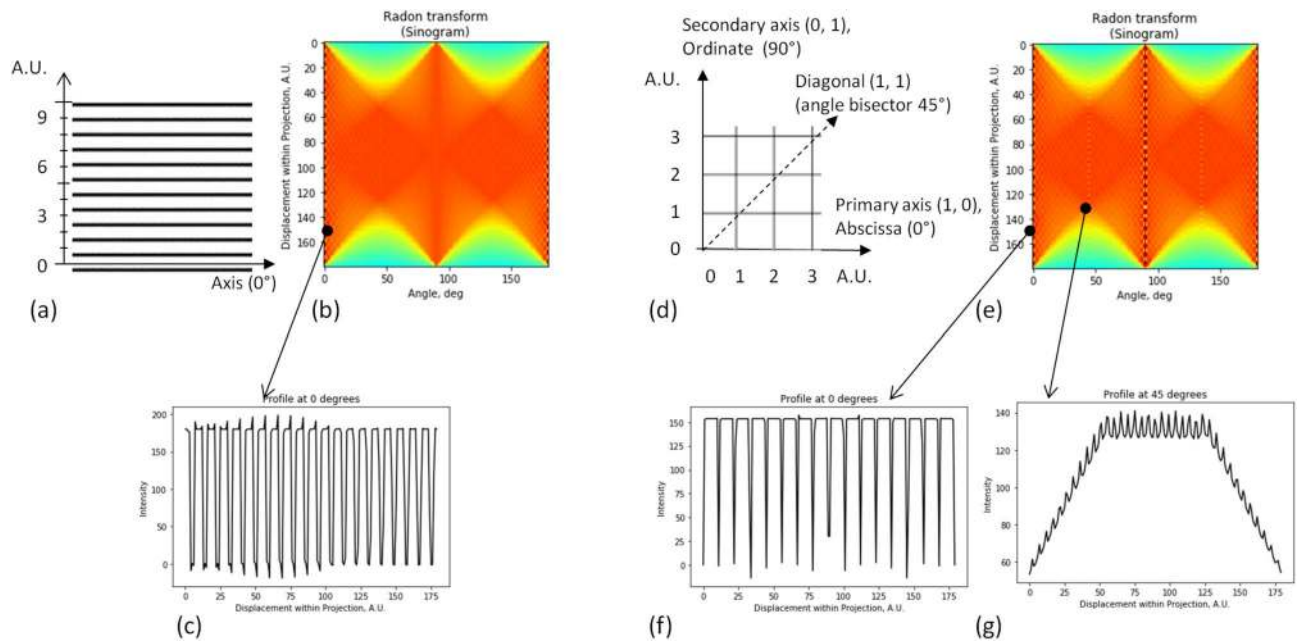 A.U.
9
6
3
0
Axis (0°)
(a)
Radon transform
(Sinogram)
Displacement within Projection, A.U.
0
20
40
60
80
100
120
140
160
0 50 100 150
Angle, deg
(b)
Profile at 0 degrees
Intensity
200
150
100
50
0
0 25 50 75 100 125 150 175
Displacement within Projection, A.U.
(c)
Secondary axis (0, 1),
Ordinate (90°)
A.U.
Diagonal (1, 1)
(angle bisector 45°)
3
2
1
0
Primary axis (1, 0),
Abscissa (0°)
0 1 2 3
A.U.
(d)
Radon transform
(Sinogram)
Displacement within Projection, A.U.
0
20
40
60
80
100
120
140
160
0 50 100 150
Angle, deg
(e)
Profile at 0 degrees
Intensity
150
125
100
75
50
25
0
0 25 50 75 100 125 150 175
Displacement within Projection, A.U.
(f)
Profile at 45 degrees
Intensity
140
120
100
80
60
0 25 50 75 100 125 150 175
Displacement within Projection, A.U.
(g)